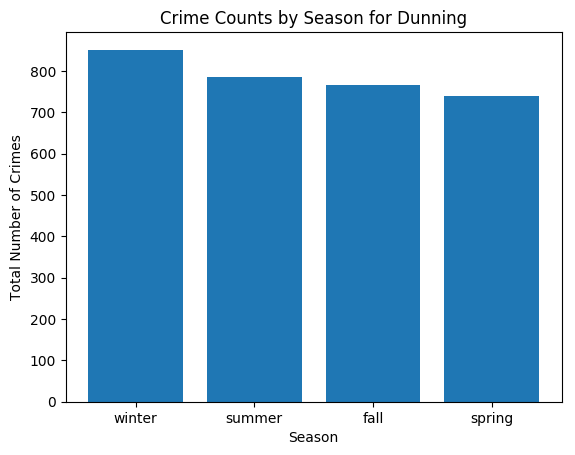 Crime Counts by Season for Dunning
Total Number of Crimes
800
700
600
500
400
300
200
100
0
winter summer fall spring
Season